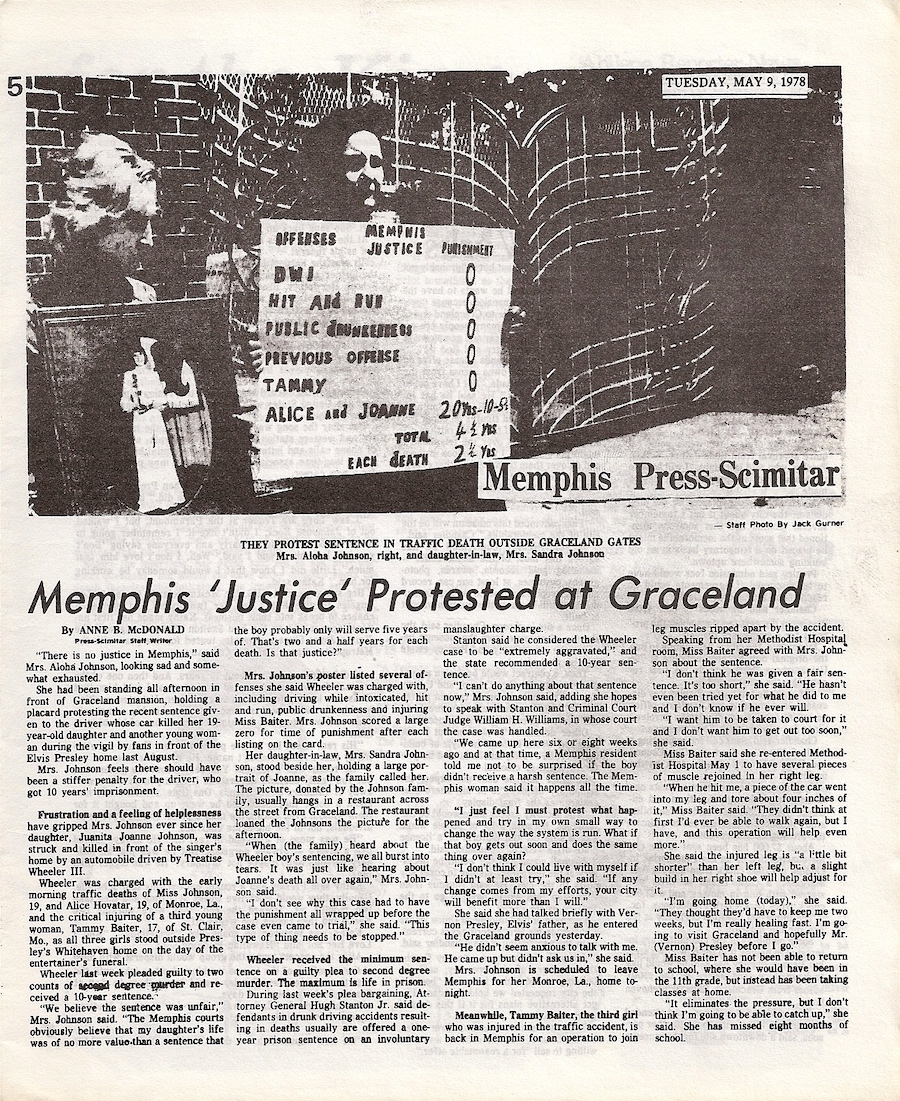 5
TUESDAY, MAY 9, 1978
OFFENSES MEMPHIS JUSTICE PUNISHMENT
DWI 0
HIT And RUN 0
PUBLIC dRUNKENNESS 0
PREVIOUS OFFENSE 0
TAMMY 0
ALICE and JOANNE 20Yrs-10-5½
TOTAL 4½ YRS
EACH dEATH 2½ Yrs
Memphis Press-Scimitar
— Staff Photo By Jack Gurner
THEY PROTEST SENTENCE IN TRAFFIC DEATH OUTSIDE GRACELAND GATES
Mrs. Aloha Johnson, right, and daughter-in-law, Mrs. Sandra Johnson
Memphis 'Justice' Protested at Graceland
By ANNE B. McDONALD
Press-Scimitar Staff Writer
"There is no justice in Memphis," said
Mrs. Aloha Johnson, looking sad and some-
what exhausted.
She had been standing all afternoon in
front of Graceland mansion, holding a
placard protesting the recent sentence giv-
en to the driver whose car killed her 19-
year-old daughter and another young wom-
an during the vigil by fans in front of the
Elvis Presley home last August.
Mrs. Johnson feels there should have
been a stiffer penalty for the driver, who
got 10 years' imprisonment.
Frustration and a feeling of helplessness
have gripped Mrs. Johnson ever since her
daughter, Juanita Joanne Johnson, was
struck and killed in front of the singer's
home by an automobile driven by Treatise
Wheeler III.
Wheeler was charged with the early
morning traffic deaths of Miss Johnson,
19, and Alice Hovatar, 19, of Monroe, La.,
and the critical injuring of a third young
woman, Tammy Baiter, 17, of St. Clair,
Mo., as all three girls stood outside Pres-
ley's Whitehaven home on the day of the
entertainer's funeral.
Wheeler last week pleaded guilty to two
counts of second degree murder and re-
ceived a 10-year sentence.
"We believe the sentence was unfair,"
Mrs. Johnson said. "The Memphis courts
obviously believe that my daughter's life
was of no more value than a sentence that
the boy probably only will serve five years
of. That's two and a half years for each
death. Is that justice?"
Mrs. Johnson's poster listed several of-
fenses she said Wheeler was charged with,
including driving while intoxicated, hit
and run, public drunkenness and injuring
Miss Baiter. Mrs. Johnson scored a large
zero for time of punishment after each
listing on the card.
Her daughter-in-law, Mrs. Sandra John-
son, stood beside her, holding a large por-
trait of Joanne, as the family called her.
The picture, donated by the Johnson fam-
ily, usually hangs in a restaurant across
the street from Graceland. The restaurant
loaned the Johnsons the picture for the
afternoon.
"When (the family) heard about the
Wheeler boy's sentencing, we all burst into
tears. It was just like hearing about
Joanne's death all over again," Mrs. John-
son said.
"I don't see why this case had to have
the punishment all wrapped up before the
case even came to trial," she said. "This
type of thing needs to be stopped."
Wheeler received the minimum sen-
tence on a guilty plea to second degree
murder. The maximum is life in prison.
During last week's plea bargaining, At-
torney General Hugh Stanton Jr. said de-
fendants in drunk driving accidents result-
ing in deaths usually are offered a one-
year prison sentence on an involuntary
manslaughter charge.
Stanton said he considered the Wheeler
case to be "extremely aggravated," and
the state recommended a 10-year sen-
tence.
"I can't do anything about that sentence
now," Mrs. Johnson said, adding she hopes
to speak with Stanton and Criminal Court
Judge William H. Williams, in whose court
the case was handled.
"We came up here six or eight weeks
ago and at that time, a Memphis resident
told me not to be surprised if the boy
didn't receive a harsh sentence. The Mem-
phis woman said it happens all the time.
"I just feel I must protest what hap-
pened and try in my own small way to
change the way the system is run. What if
that boy gets out soon and does the same
thing over again?
"I don't think I could live with myself if
I didn't at least try," she said. "If any
change comes from my efforts, your city
will benefit more than I will."
She said she had talked briefly with Ver-
non Presley, Elvis' father, as he entered
the Graceland grounds yesterday.
"He didn't seem anxious to talk with me.
He came up but didn't ask us in," she said.
Mrs. Johnson is scheduled to leave
Memphis for her Monroe, La., home to-
night.
Meanwhile, Tammy Baiter, the third girl
who was injured in the traffic accident, is
back in Memphis for an operation to join
leg muscles ripped apart by the accident.
Speaking from her Methodist Hospital
room, Miss Baiter agreed with Mrs. John-
son about the sentence.
"I don't think he was given a fair sen-
tence. It's too short," she said. "He hasn't
even been tried yet for what he did to me
and I don't know if he ever will.
"I want him to be taken to court for it
and I don't want him to get out too soon,"
she said.
Miss Baiter said she re-entered Method-
ist Hospital May 1 to have several pieces
of muscle rejoined in her right leg.
"When he hit me, a piece of the car went
into my leg and tore about four inches of
it," Miss Baiter said. "They didn't think at
first I'd ever be able to walk again, but I
have, and this operation will help even
more."
She said the injured leg is "a little bit
shorter" than her left leg, but a slight
build in her right shoe will help adjust for
it.
"I'm going home (today)," she said.
"They thought they'd have to keep me two
weeks, but I'm really healing fast. I'm go-
ing to visit Graceland and hopefully Mr.
(Vernon) Presley before I go."
Miss Baiter has not been able to return
to school, where she would have been in
the 11th grade, but instead has been taking
classes at home.
"It eliminates the pressure, but I don't
think I'm going to be able to catch up," she
said. She has missed eight months of
school.